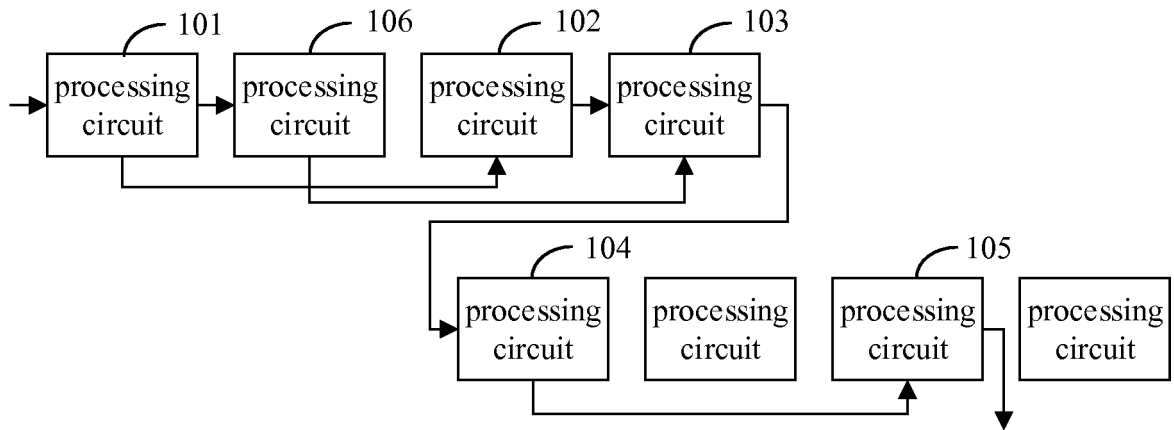 101
106
102
103
processing
circuit
processing
circuit
processing
circuit
processing
circuit
104
105
processing
circuit
processing
circuit
processing
circuit
processing
circuit